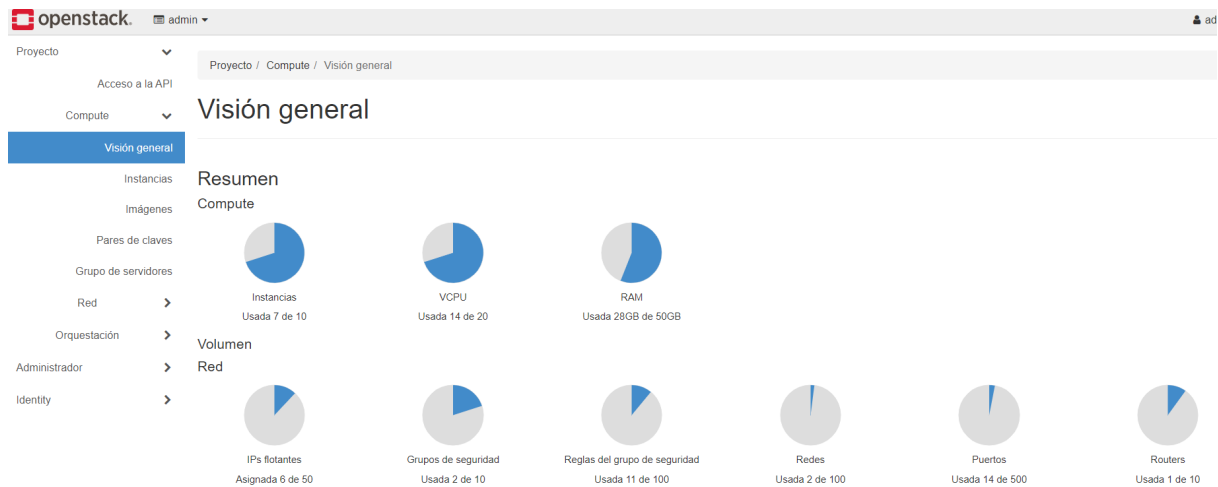 openstack. admin ad
Proyecto
Acceso a la API
Compute
Visión general
Instancias
Imágenes
Pares de claves
Grupo de servidores
Red
Orquestación
Administrador
Identity
Proyecto / Compute / Visión general
Visión general
Resumen
Compute
Instancias VCPU RAM
Usada 7 de 10 Usada 14 de 20 Usada 28GB de 50GB
Volumen
Red
IPs flotantes Grupos de seguridad Reglas del grupo de seguridad Redes Puertos Routers
Asignada 6 de 50 Usada 2 de 10 Usada 11 de 100 Usada 2 de 100 Usada 14 de 500 Usada 1 de 10